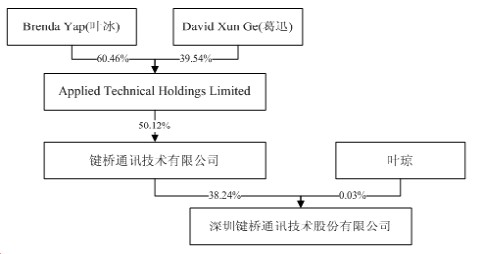 Brenda Yap(叶冰)
David Xun Ge(葛迅)
60.46%
39.54%
Applied Technical Holdings Limited
50.12%
键桥通讯技术有限公司
叶琼
38.24%
0.03%
深圳键桥通讯技术股份有限公司